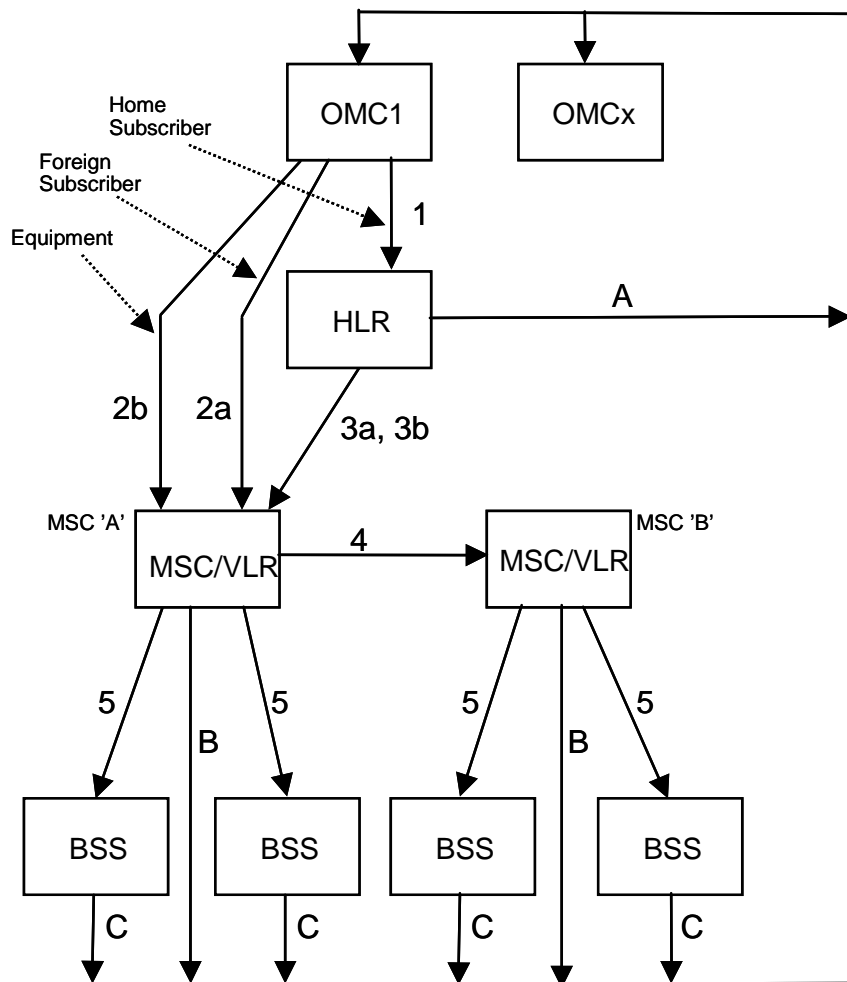 OMC1
OMCx
Home
Subscriber
Foreign
Subscriber
Equipment
1
HLR
A
2b
2a
3a, 3b
MSC 'A'
MSC/VLR
4
MSC/VLR
MSC 'B'
5
B
5
5
B
5
BSS
BSS
BSS
BSS
C
C
C
C